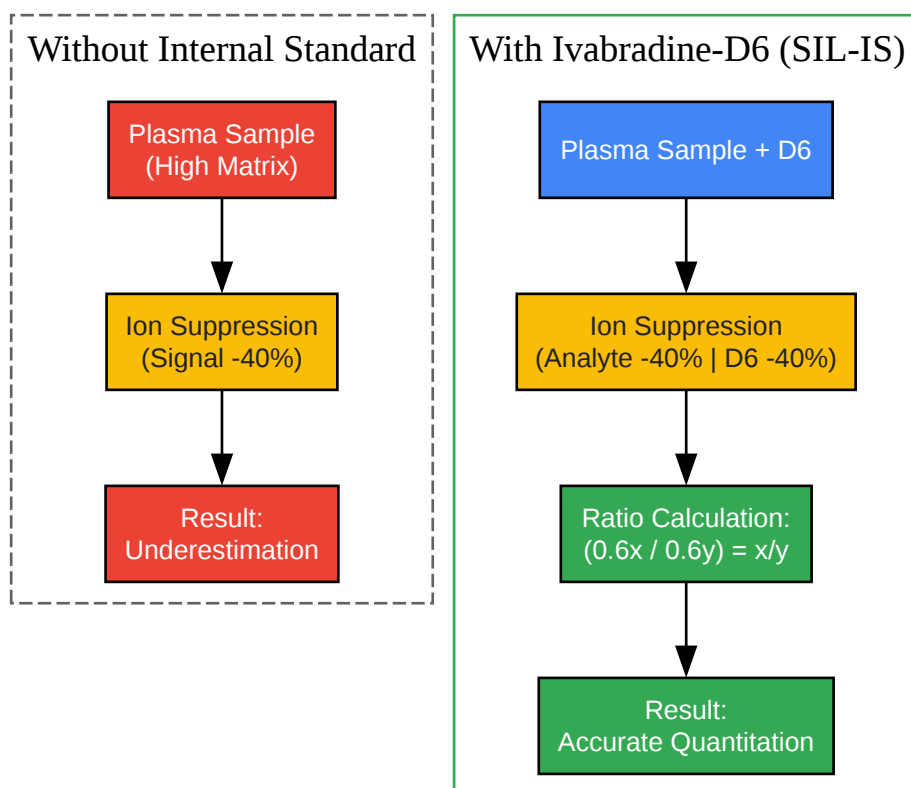 Without Internal Standard
Plasma Sample
(High Matrix)
Ion Suppression
(Signal -40%)
Result:
Underestimation
With Ivabradine-D6 (SIL-IS)
Plasma Sample + D6
Ion Suppression
(Analyte -40% | D6 -40%)
Ratio Calculation:
(0.6x / 0.6y) = x/y
Result:
Accurate Quantitation